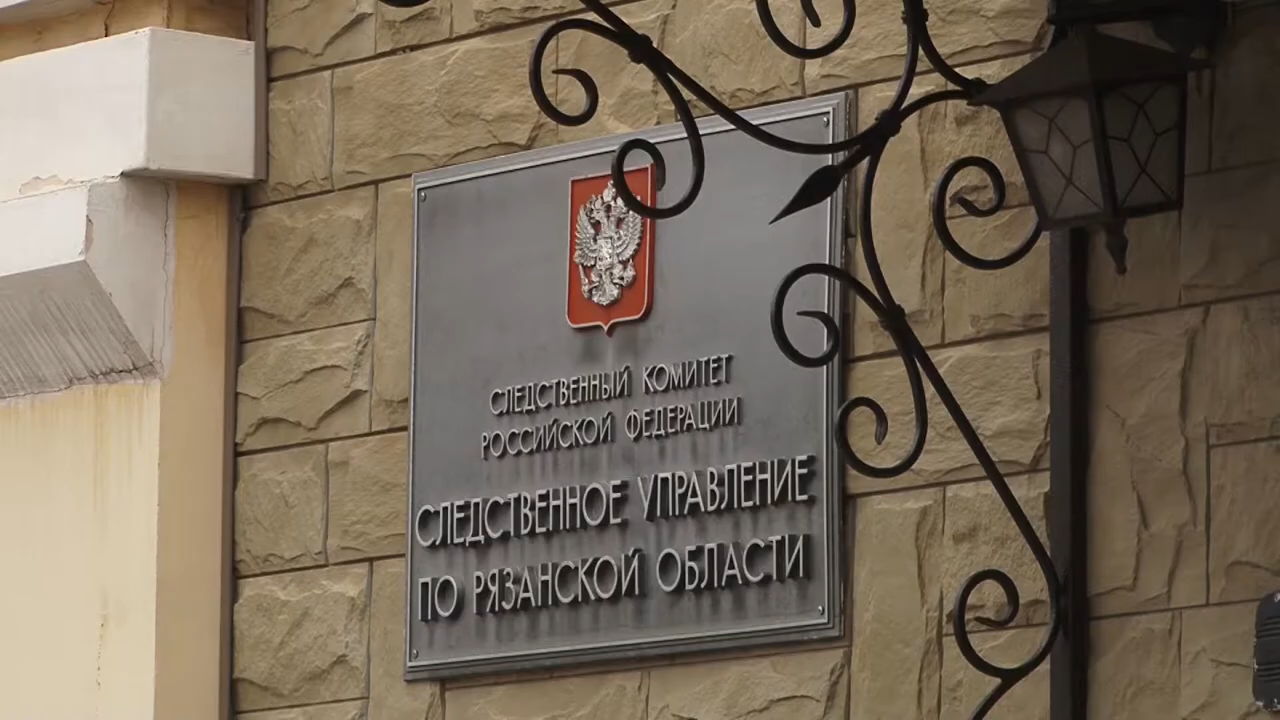 СЛЕДСТВЕННЫЙ КОМИТЕТ
РОССИЙСКОЙ ФЕДЕРАЦИИ
СЛЕДСТВЕННОЕ УПРАВЛЕНИЕ
ПО РЯЗАНСКОЙ ОБЛАСТИ